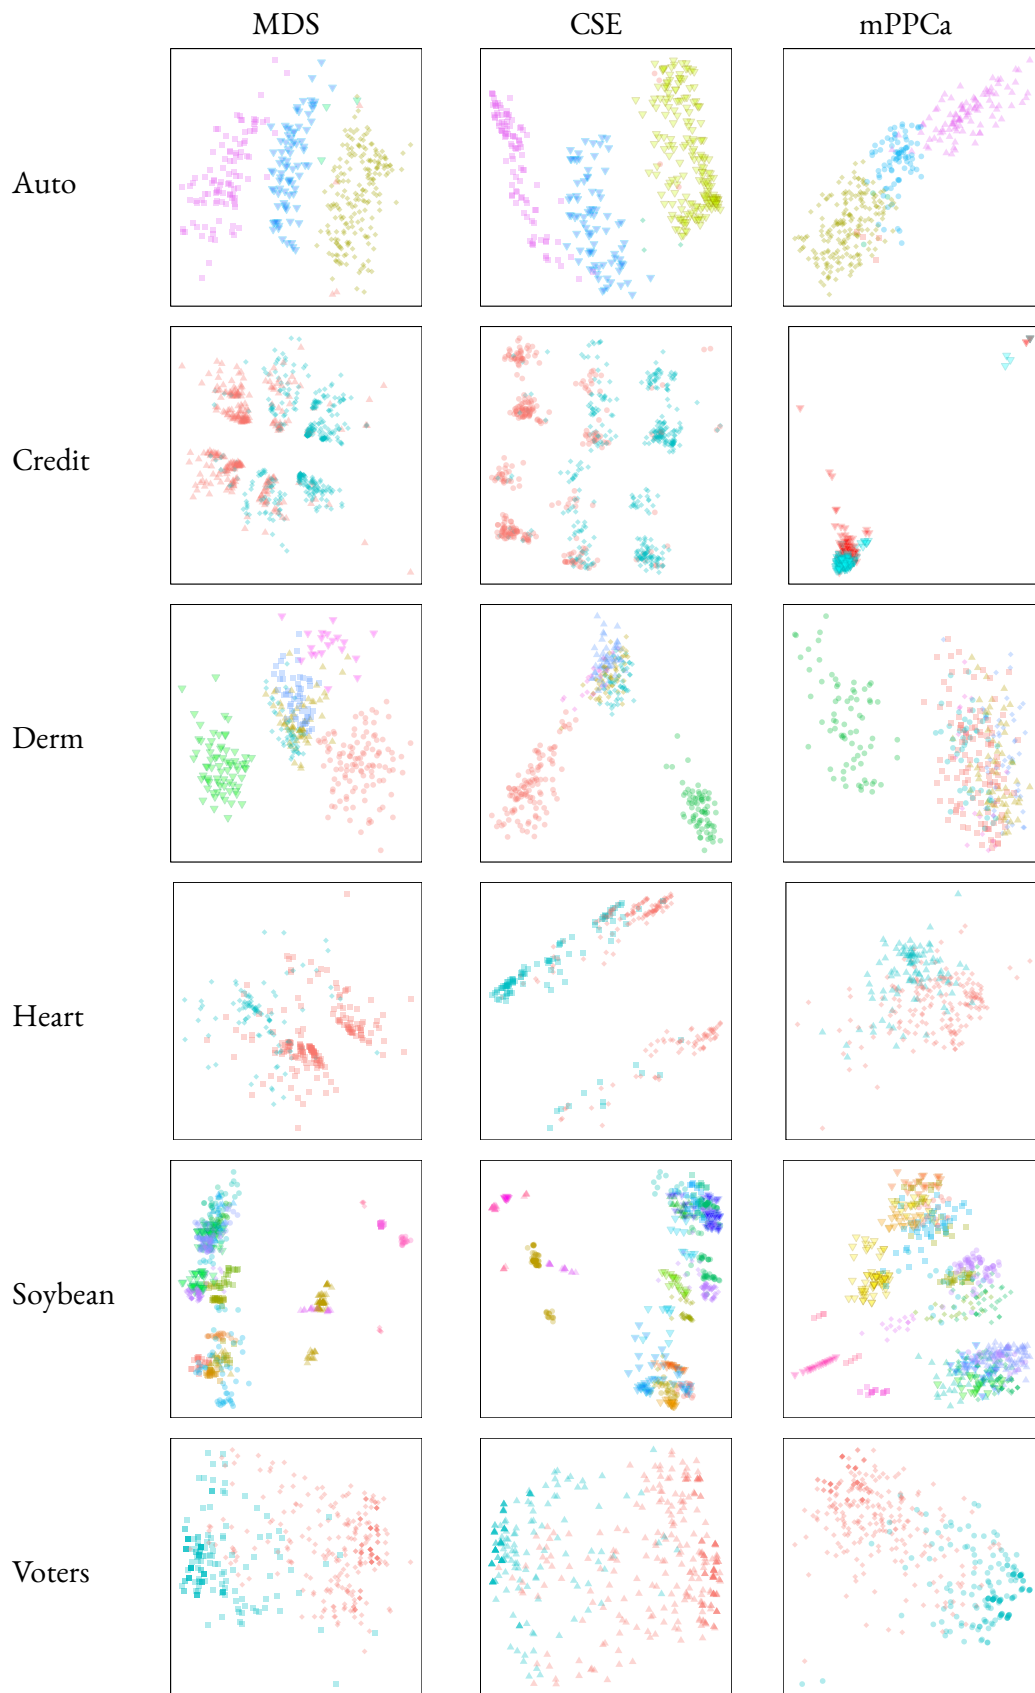 MDS CSE mPPCa
Auto
Credit
Derm
Heart
Soybean
Voters